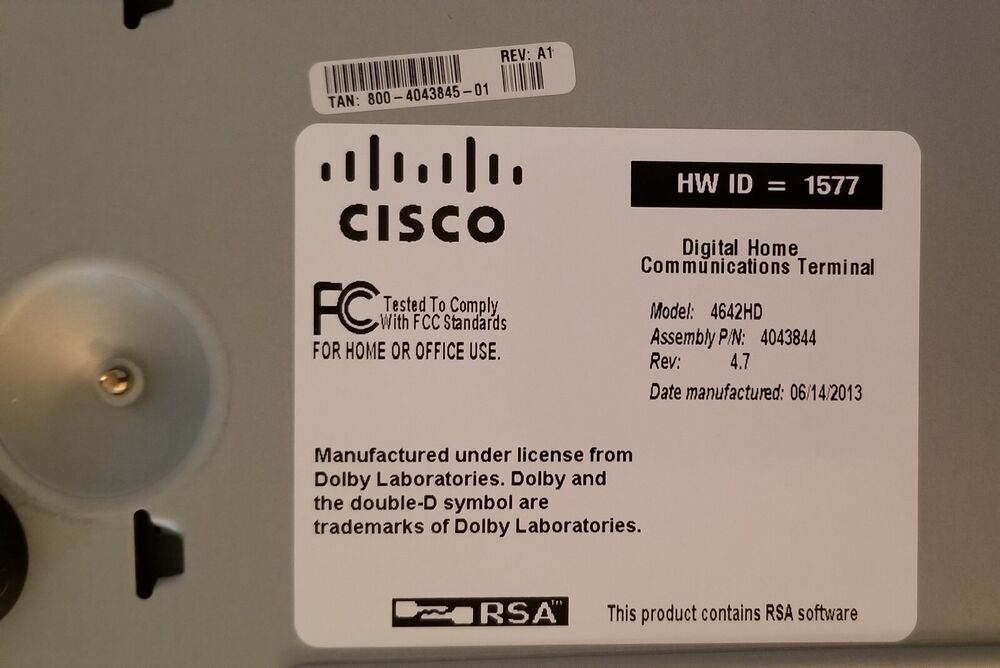 REV: A1
TAN: 800-4043845-01
CISCO
HW ID = 1577
Digital Home
Communications Terminal
FC Tested To Comply
With FCC Standards
FOR HOME OR OFFICE USE.
Model: 4642HD
Assembly P/N: 4043844
Rev: 4.7
Date manufactured: 06/14/2013
Manufactured under license from
Dolby Laboratories. Dolby and
the double-D symbol are
trademarks of Dolby Laboratories.
RSA™
This product contains RSA software